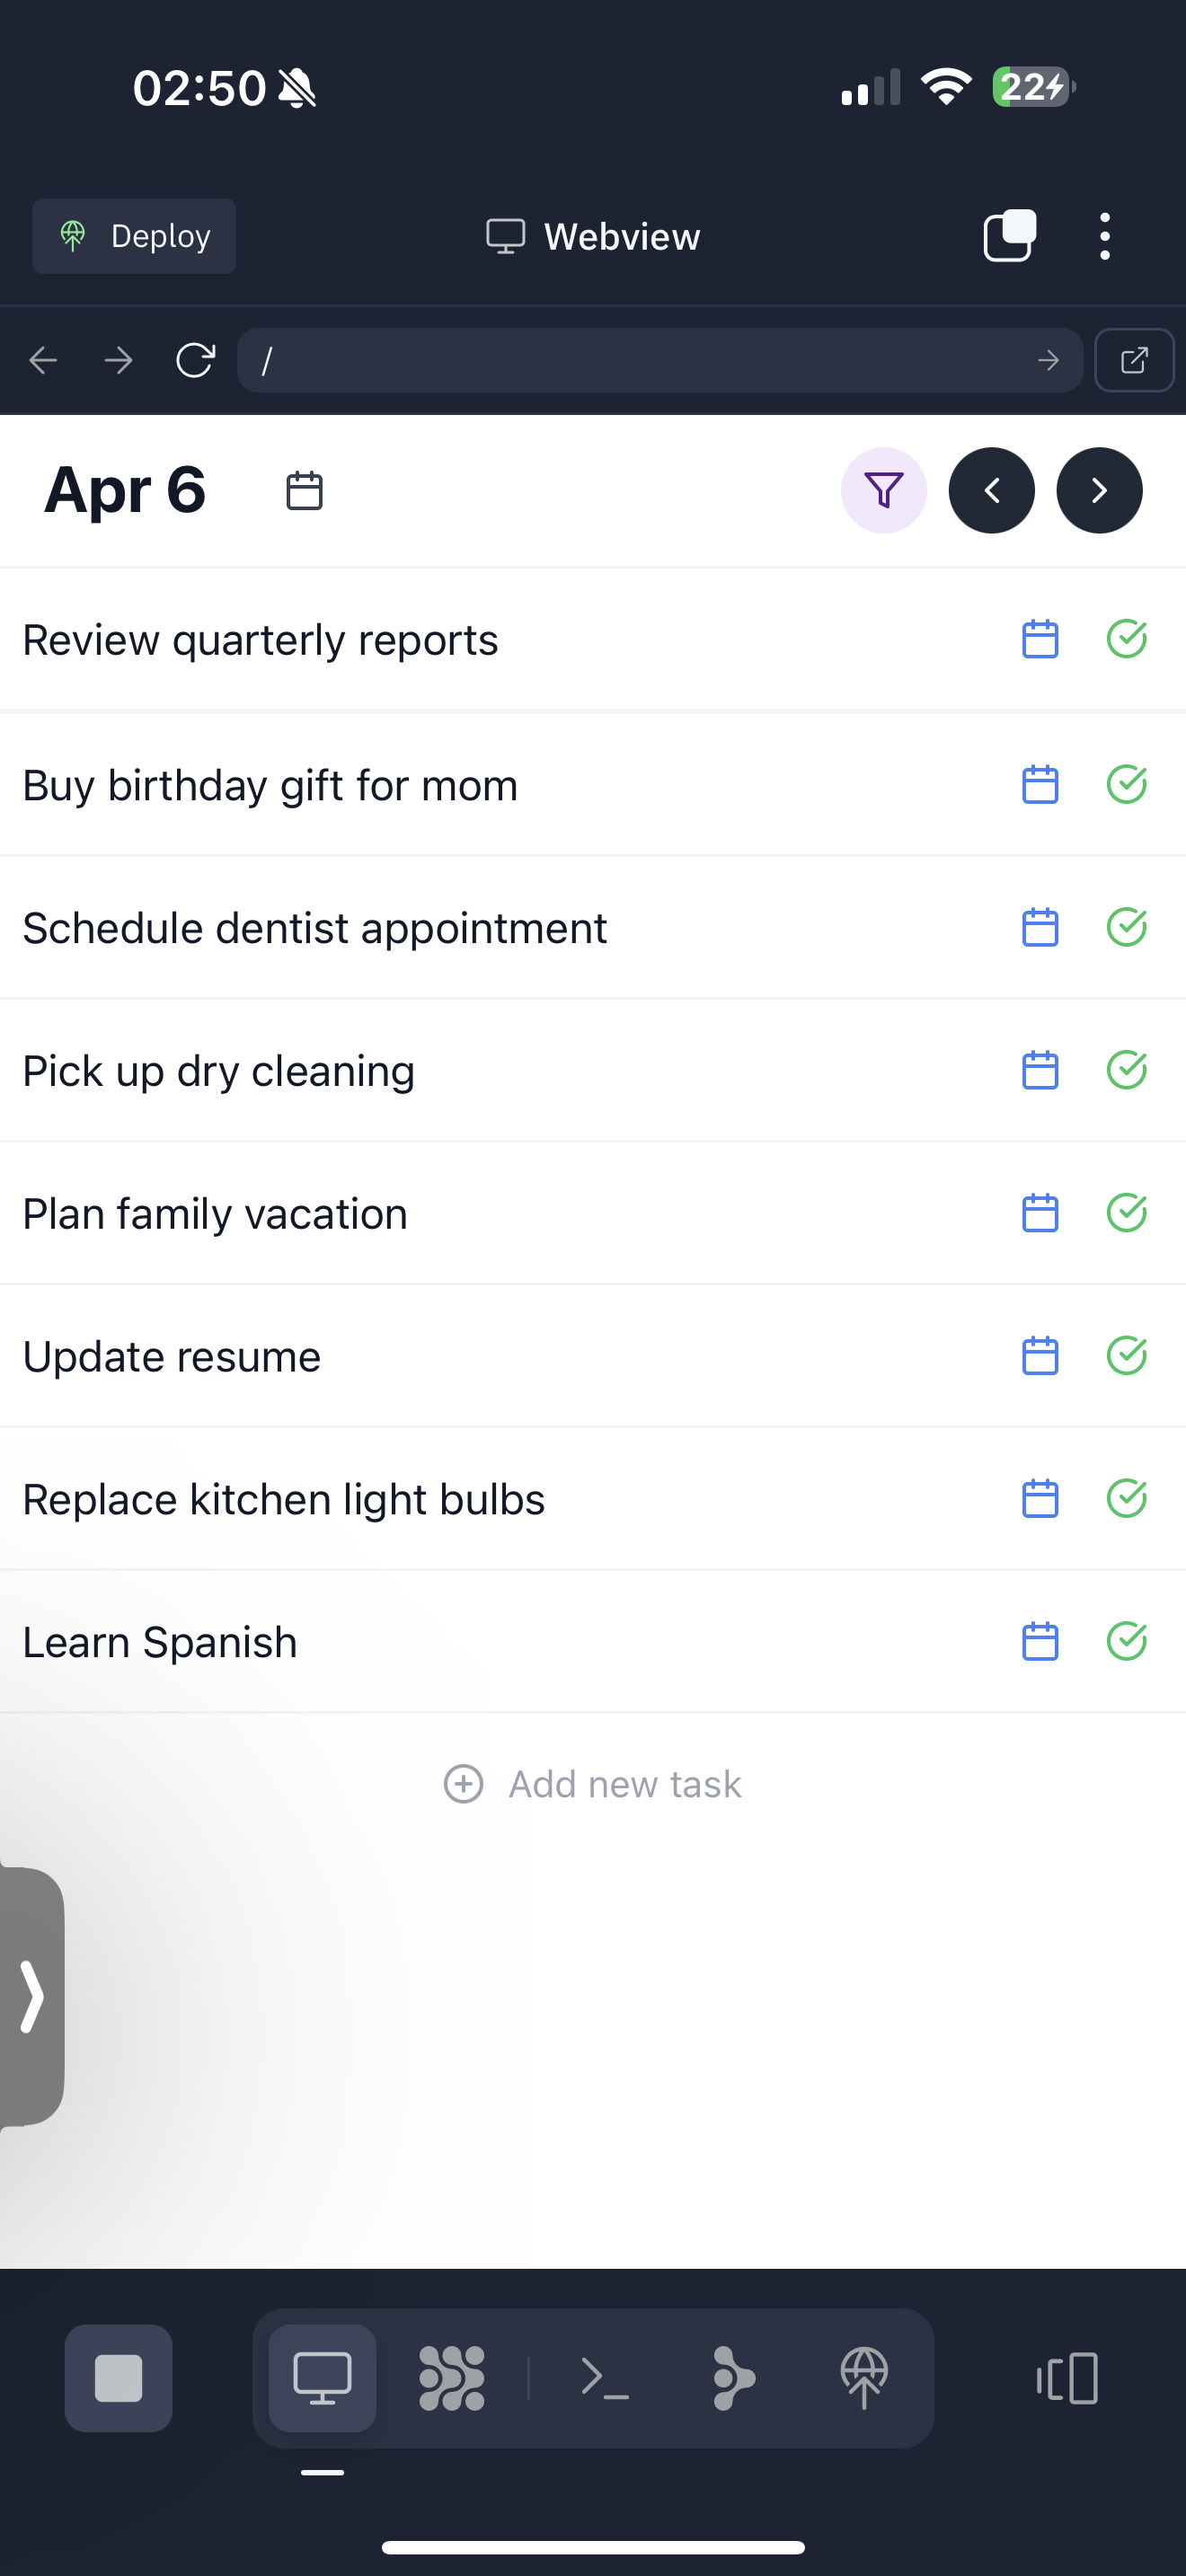 02:50
22
Deploy
Webview
/
Apr 6
Review quarterly reports
Buy birthday gift for mom
Schedule dentist appointment
Pick up dry cleaning
Plan family vacation
Update resume
Replace kitchen light bulbs
Learn Spanish
Add new task